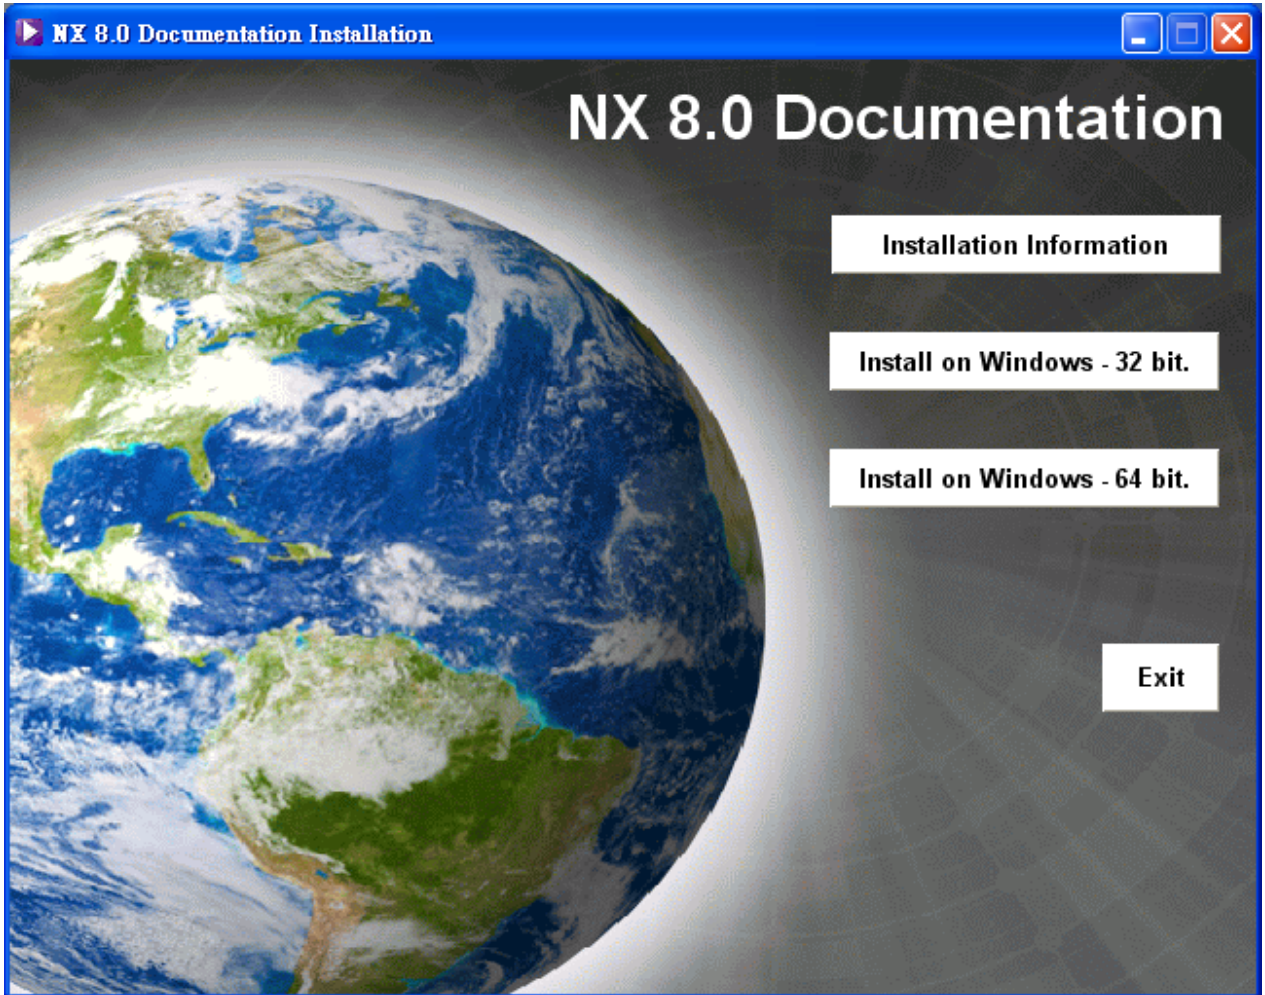 NX 8.0 Documentation Installation
NX 8.0 Documentation
Installation Information
Install on Windows - 32 bit.
Install on Windows - 64 bit.
Exit